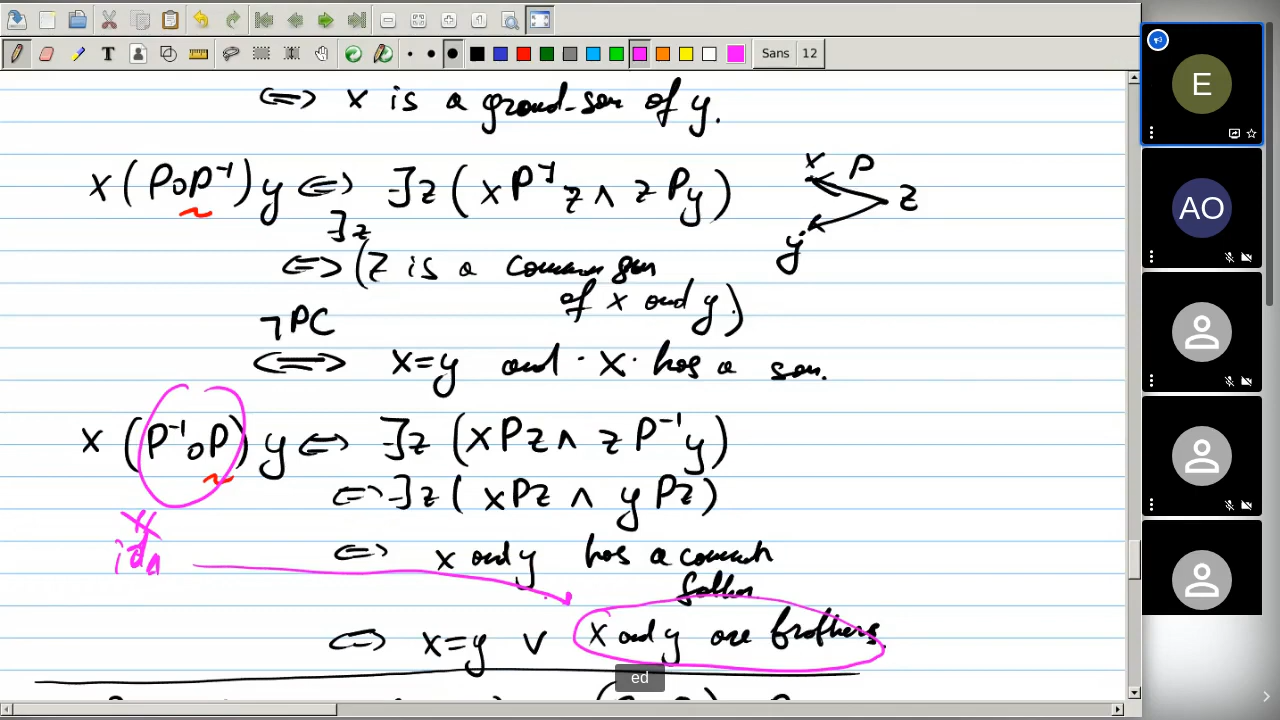 Sans 12
E
⇔ x is a grand-son of y.
x (P∘P⁻¹) y ⇔ ∃z (x P⁻¹ z ∧ z P y) x P z y
AO
∃z
⇔ (z is a common son
of x and y)
¬PC
⇔ x=y and x has a son.
x (P⁻¹∘P) y ⇔ ∃z (x P z ∧ z P⁻¹ y)
⇔ ∃z (x P z ∧ y P z)
id_A ⇔ x and y has a common
father
⇔ x=y ∨ x and y are brothers.
ed